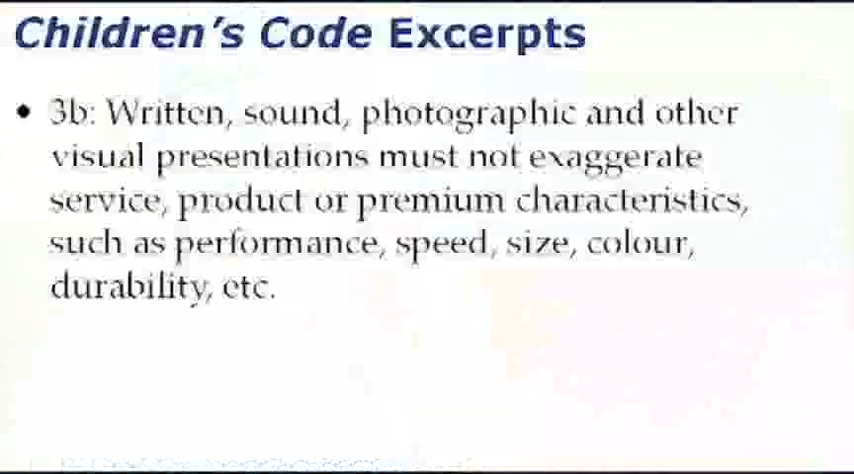 Children's Code Excerpts
• 3b: Written, sound, photographic and other
visual presentations must not exaggerate
service, product or premium characteristics,
such as performance, speed, size, colour,
durability, etc.